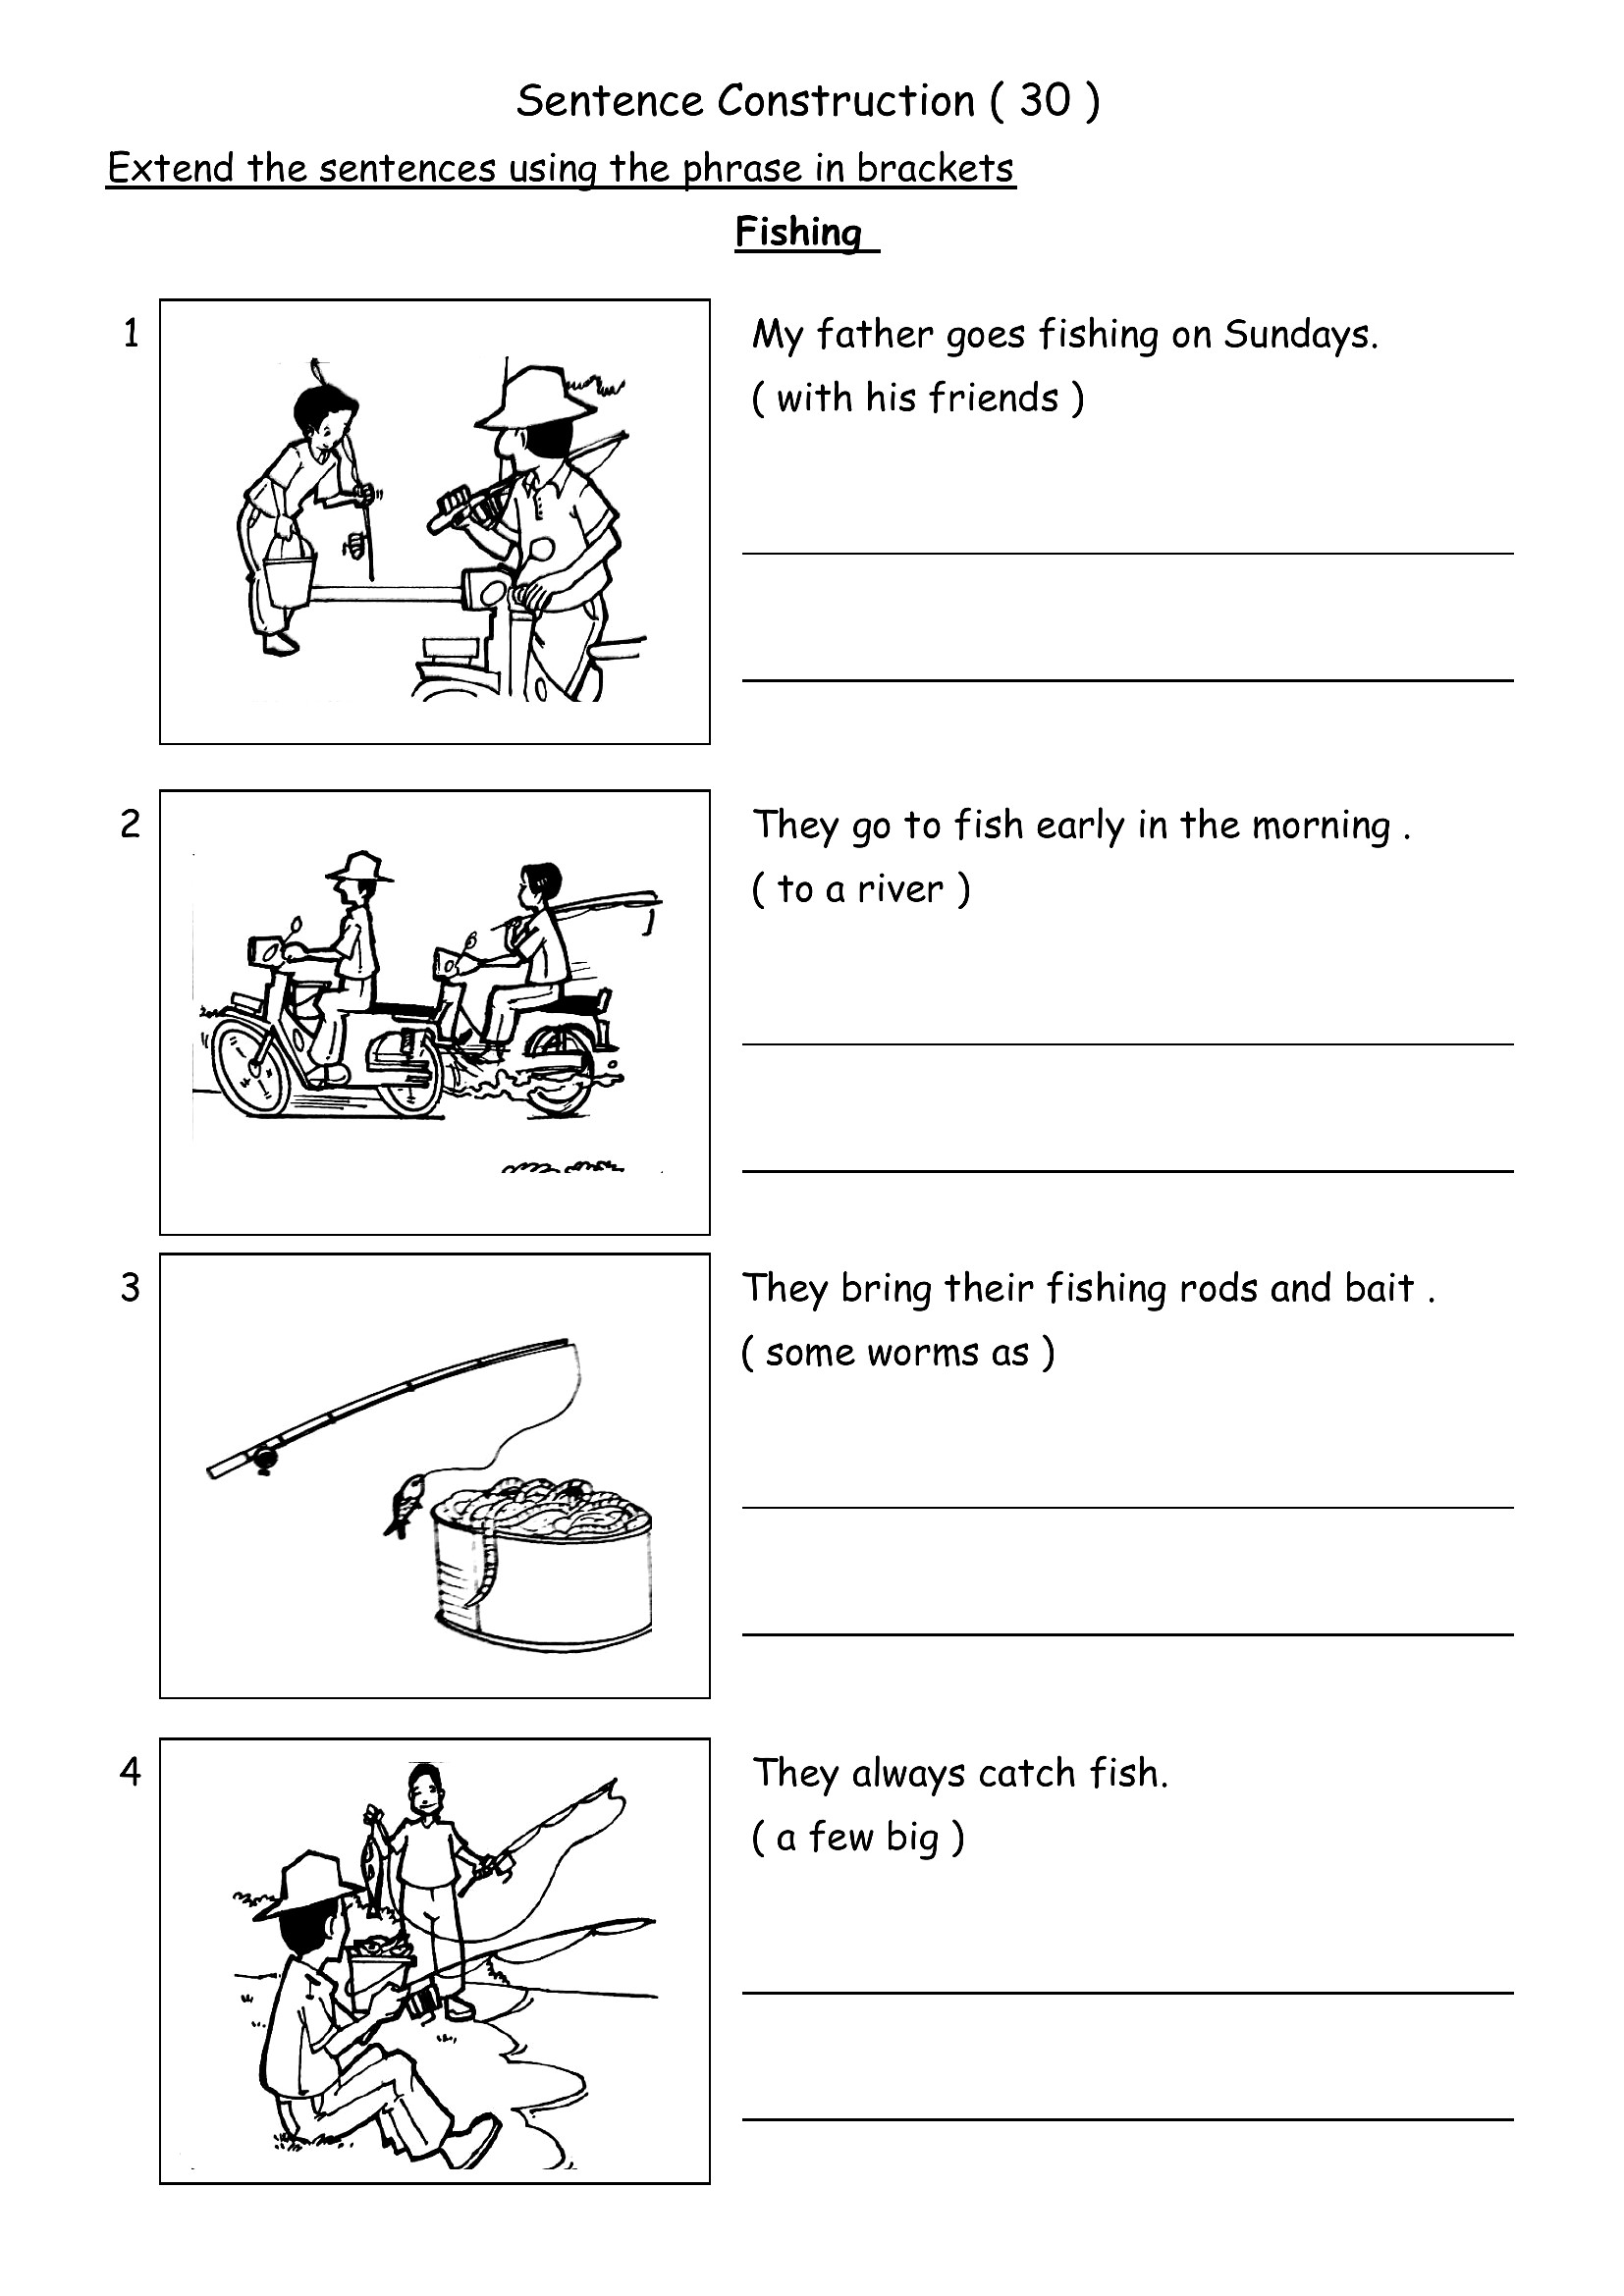 Sentence Construction ( 30 )
Extend the sentences using the phrase in brackets
Fishing
1
My father goes fishing on Sundays.
( with his friends )
2
They go to fish early in the morning .
( to a river )
3
They bring their fishing rods and bait .
( some worms as )
4
They always catch fish.
( a few big )